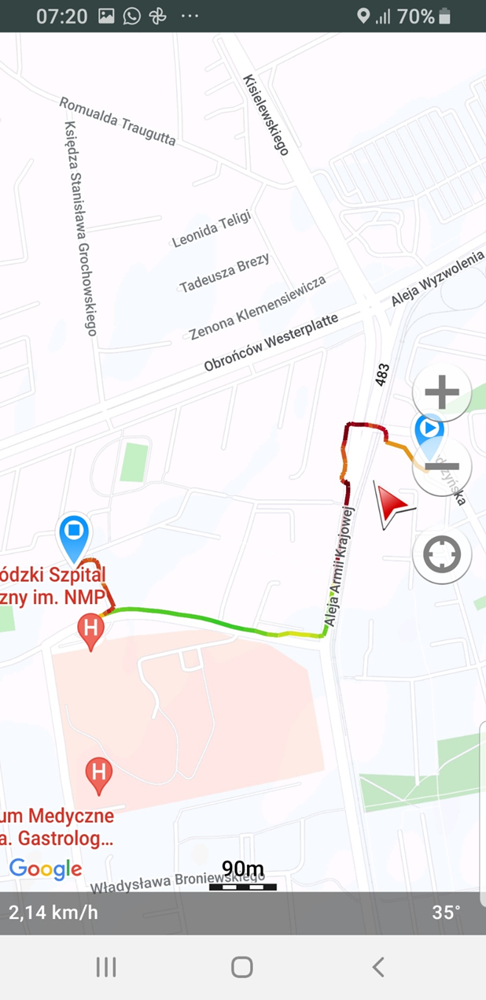 07:20
70%
Kisielewskiego
Romualda Traugutta
Księdza Stanisława Grochowskiego
Leonida Teligi
Tadeusza Brezy
Zenona Klemensiewicza
Aleja Wyzwolenia
Obrońców Westerplatte
483
dzyńska
Aleja Armii Krajowej
ódzki Szpital
zny im. NMP
H
H
um Medyczne
a. Gastrolog...
Google
90m
Władysława Broniewskiego
2,14 km/h
35°